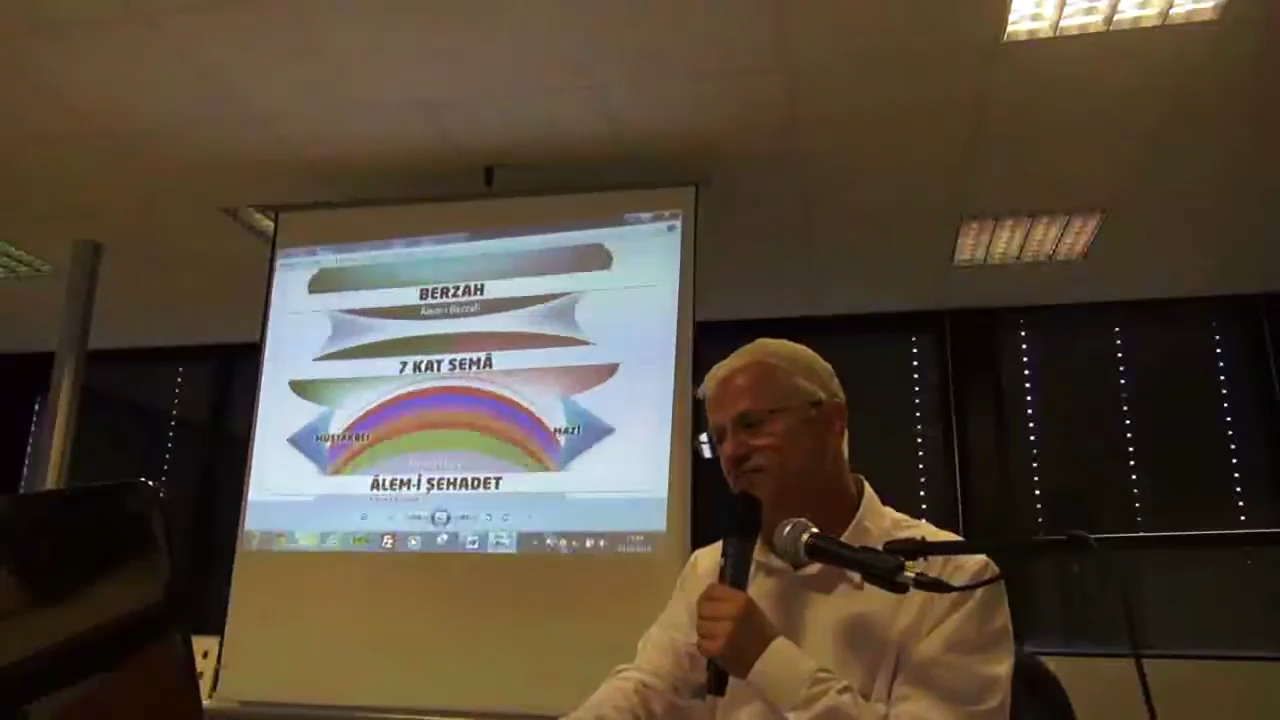 BERZAH
Âlem-i Berzah
7 KAT SEMÂ
MÜSTAKBEL
MAZİ
ÂLEM-İ ŞEHADET